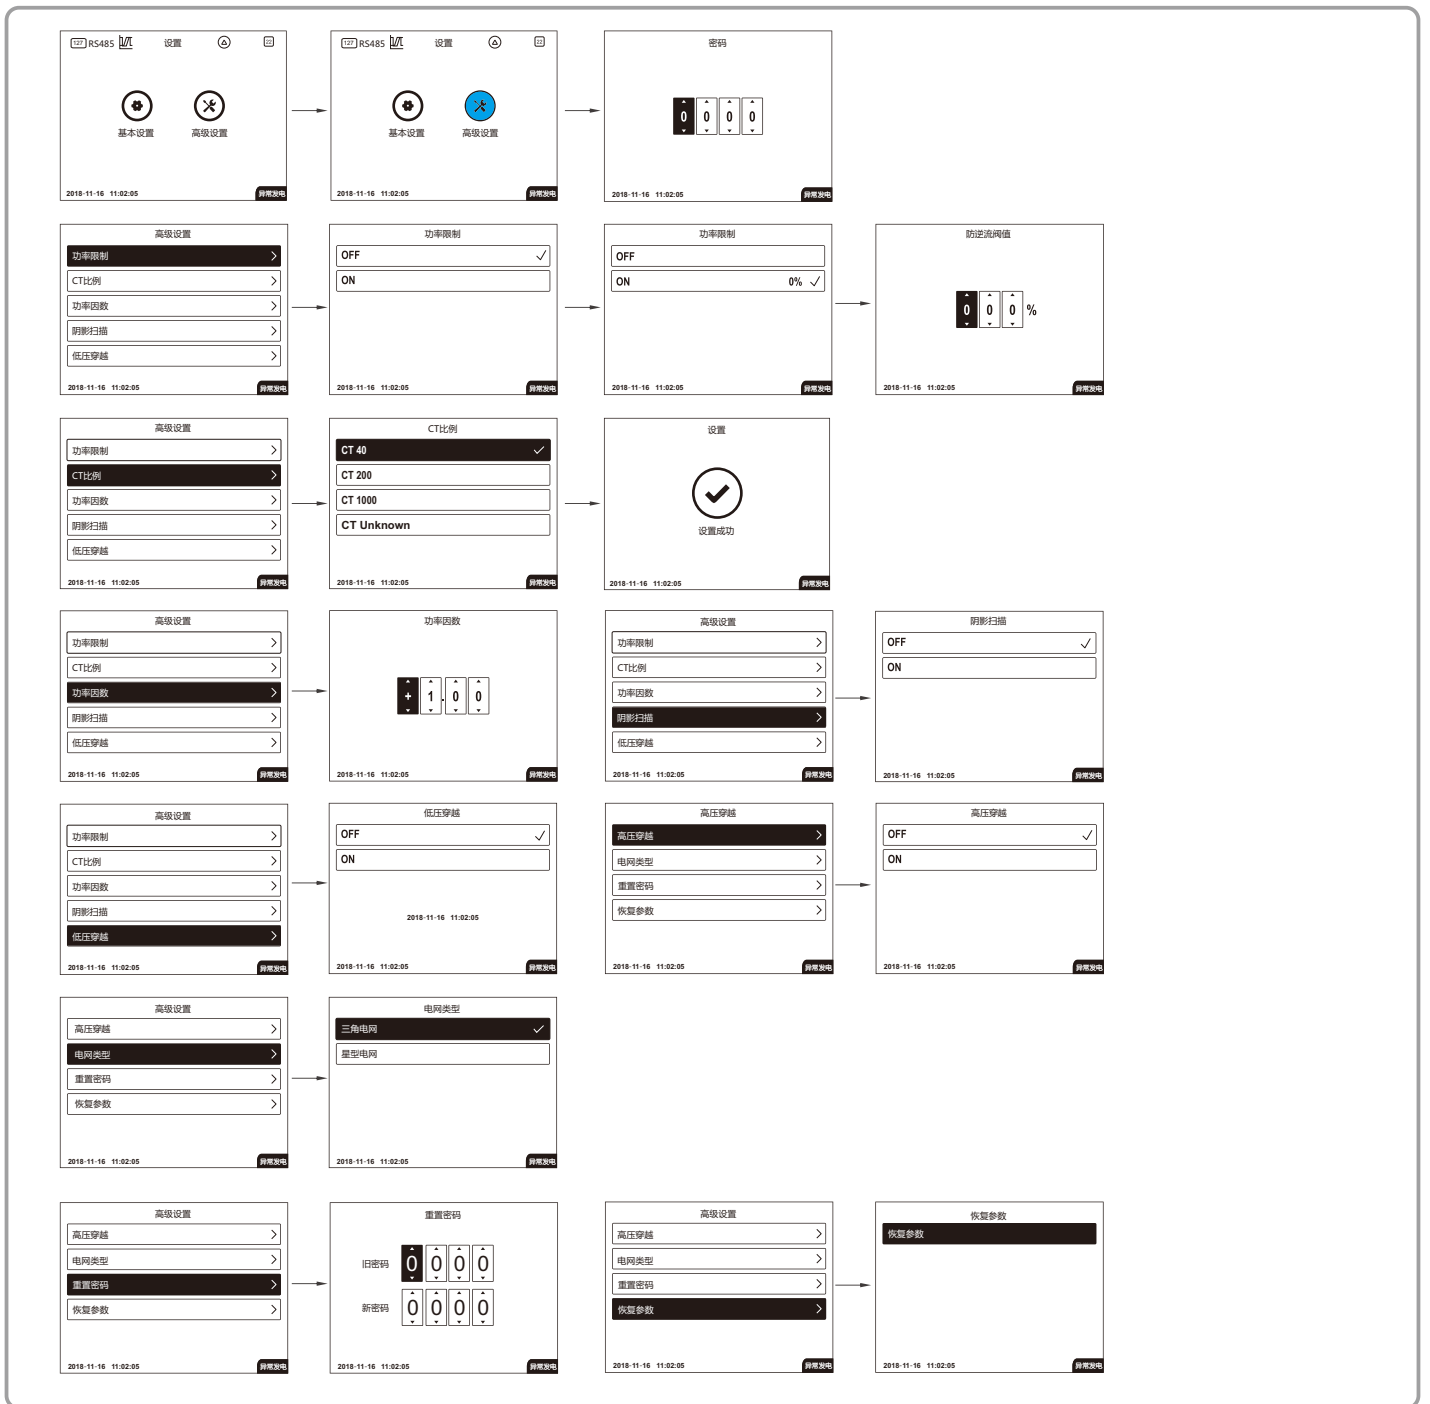 127 RS485 设置 22
基本设置 高级设置
2018-11-16 11:02:05 异常发电
127 RS485 设置 22
基本设置 高级设置
2018-11-16 11:02:05 异常发电
密码
0 0 0 0
2018-11-16 11:02:05 异常发电
高级设置
功率限制
CT比例
功率因数
阴影扫描
低压穿越
2018-11-16 11:02:05 异常发电
功率限制
OFF
ON
2018-11-16 11:02:05 异常发电
功率限制
OFF
ON 0%
2018-11-16 11:02:05 异常发电
防逆流阀值
0 0 0 %
2018-11-16 11:02:05 异常发电
高级设置
功率限制
CT比例
功率因数
阴影扫描
低压穿越
2018-11-16 11:02:05 异常发电
CT比例
CT 40
CT 200
CT 1000
CT Unknown
2018-11-16 11:02:05 异常发电
设置
设置成功
2018-11-16 11:02:05 异常发电
高级设置
功率限制
CT比例
功率因数
阴影扫描
低压穿越
2018-11-16 11:02:05 异常发电
功率因数
+ 1 . 0 0
2018-11-16 11:02:05 异常发电
高级设置
功率限制
CT比例
功率因数
阴影扫描
低压穿越
2018-11-16 11:02:05 异常发电
阴影扫描
OFF
ON
2018-11-16 11:02:05 异常发电
高级设置
功率限制
CT比例
功率因数
阴影扫描
低压穿越
2018-11-16 11:02:05 异常发电
低压穿越
OFF
ON
2018-11-16 11:02:05
2018-11-16 11:02:05 异常发电
高压穿越
高压穿越
电网类型
重置密码
恢复参数
2018-11-16 11:02:05 异常发电
高压穿越
OFF
ON
2018-11-16 11:02:05 异常发电
高级设置
高压穿越
电网类型
重置密码
恢复参数
2018-11-16 11:02:05 异常发电
电网类型
三角电网
星型电网
2018-11-16 11:02:05 异常发电
高级设置
高压穿越
电网类型
重置密码
恢复参数
2018-11-16 11:02:05 异常发电
重置密码
旧密码 0 0 0 0
新密码 0 0 0 0
2018-11-16 11:02:05 异常发电
高级设置
高压穿越
电网类型
重置密码
恢复参数
2018-11-16 11:02:05 异常发电
恢复参数
恢复参数
2018-11-16 11:02:05 异常发电